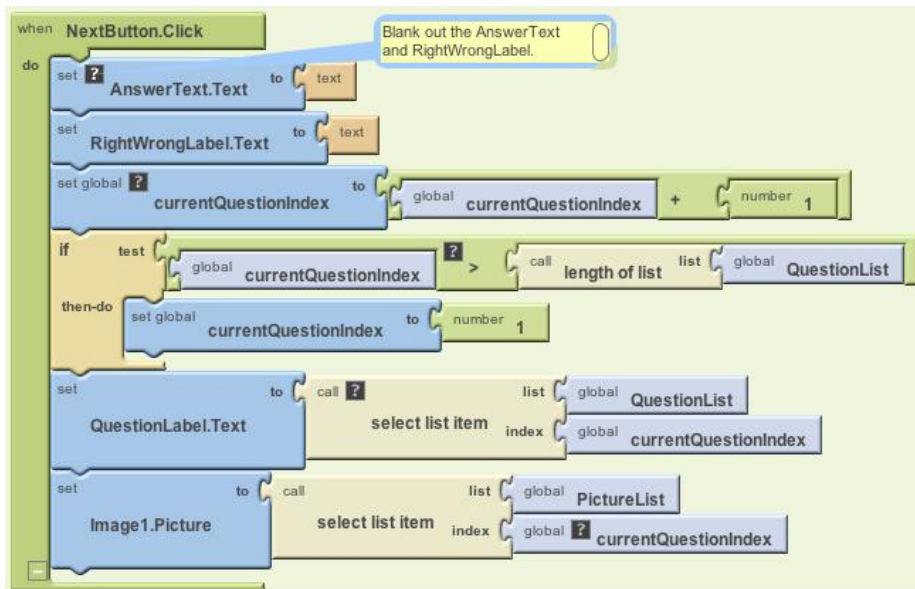 when NextButton.Click
Blank out the AnswerText
and RightWrongLabel.
do
set ? AnswerText.Text to text
set RightWrongLabel.Text to text
set global ? currentQuestionIndex to global currentQuestionIndex + number 1
if test global currentQuestionIndex ? > call length of list list global QuestionList
then-do set global currentQuestionIndex to number 1
set QuestionLabel.Text to call ? select list item list global QuestionList
index global currentQuestionIndex
set Image1.Picture to call select list item list global PictureList
index global ? currentQuestionIndex